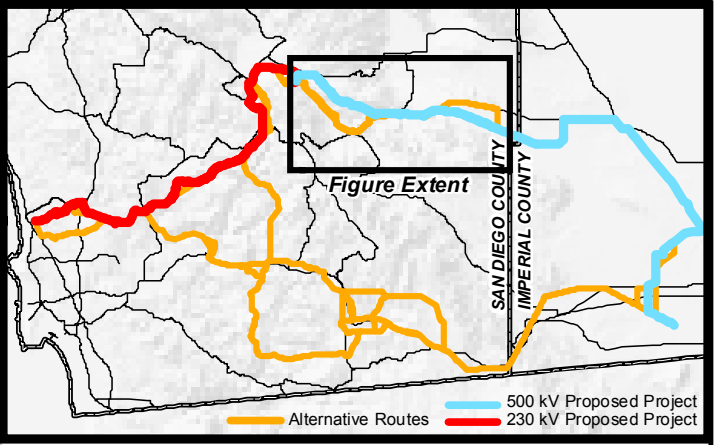 Figure Extent
SAN DIEGO COUNTY
IMPERIAL COUNTY
500 kV Proposed Project
Alternative Routes
230 kV Proposed Project